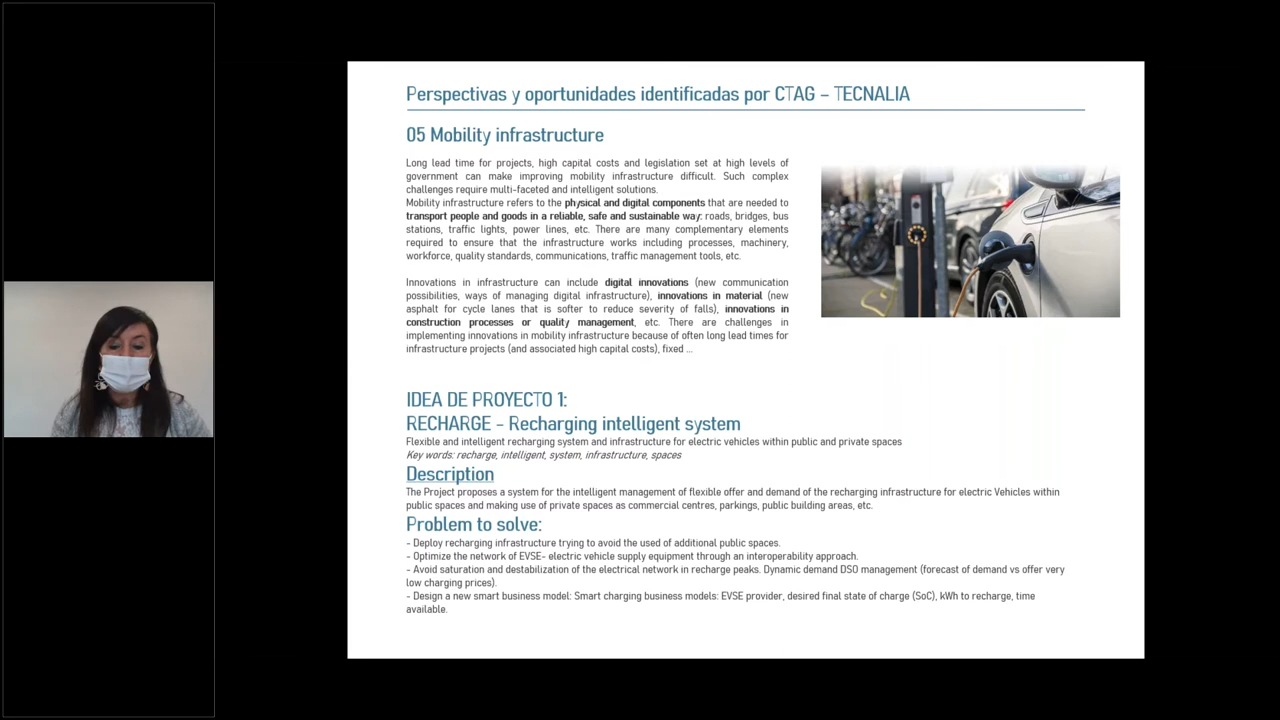 Perspectivas y oportunidades identificadas por CTAG – TECNALIA
05 Mobility infrastructure
Long lead time for projects, high capital costs and legislation set at high levels of
government can make improving mobility infrastructure difficult. Such complex
challenges require multi-faceted and intelligent solutions.
Mobility infrastructure refers to the physical and digital components that are needed to
transport people and goods in a reliable, safe and sustainable way: roads, bridges, bus
stations, traffic lights, power lines, etc. There are many complementary elements
required to ensure that the infrastructure works including processes, machinery,
workforce, quality standards, communications, traffic management tools, etc.
Innovations in infrastructure can include digital innovations (new communication
possibilities, ways of managing digital infrastructure), innovations in material (new
asphalt for cycle lanes that is softer to reduce severity of falls), innovations in
construction processes or quality management, etc. There are challenges in
implementing innovations in mobility infrastructure because of often long lead times for
infrastructure projects (and associated high capital costs), fixed ...
IDEA DE PROYECTO 1:
RECHARGE - Recharging intelligent system
Flexible and intelligent recharging system and infrastructure for electric vehicles within public and private spaces
Key words: recharge, intelligent, system, infrastructure, spaces
Description
The Project proposes a system for the intelligent management of flexible offer and demand of the recharging infrastructure for electric Vehicles within
public spaces and making use of private spaces as commercial centres, parkings, public building areas, etc.
Problem to solve:
- Deploy recharging infrastructure trying to avoid the used of additional public spaces.
- Optimize the network of EVSE- electric vehicle supply equipment through an interoperability approach.
- Avoid saturation and destabilization of the electrical network in recharge peaks. Dynamic demand DSO management (forecast of demand vs offer very
low charging prices).
- Design a new smart business model: Smart charging business models: EVSE provider, desired final state of charge (SoC), kWh to recharge, time
available.